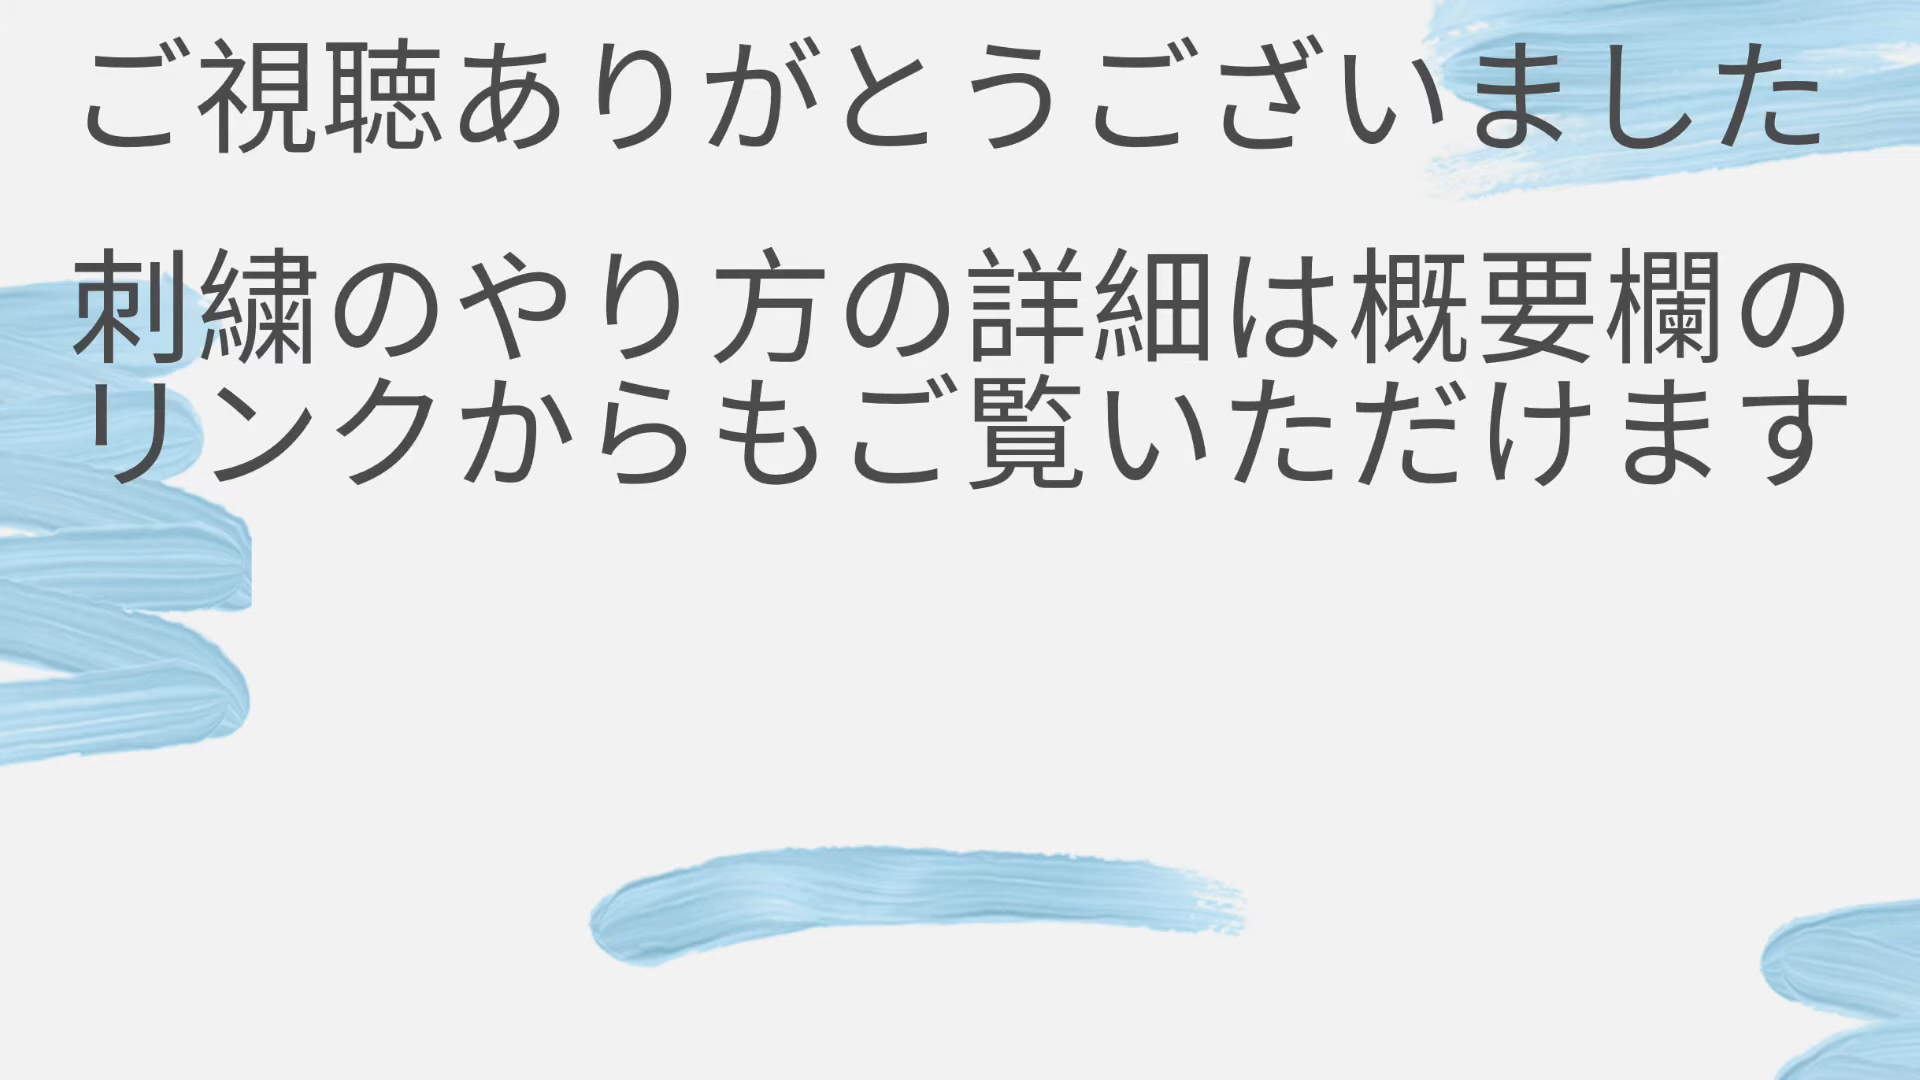 ご視聴ありがとうございました
刺繍のやり方の詳細は概要欄の
リンクからもご覧いただけます